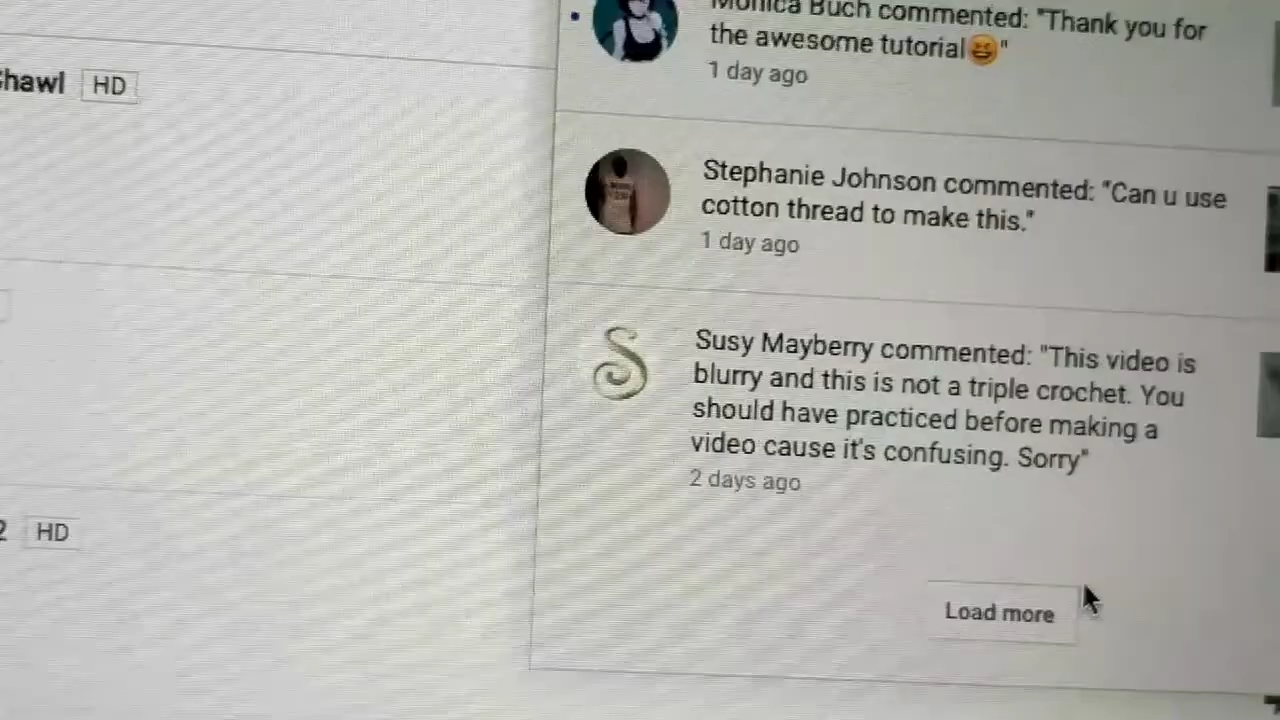 Monica Buch commented: "Thank you for
the awesome tutorial😆"
1 day ago
Shawl HD
Stephanie Johnson commented: "Can u use
cotton thread to make this."
1 day ago
Susy Mayberry commented: "This video is
blurry and this is not a triple crochet. You
should have practiced before making a
video cause it's confusing. Sorry"
2 days ago
2 HD
Load more